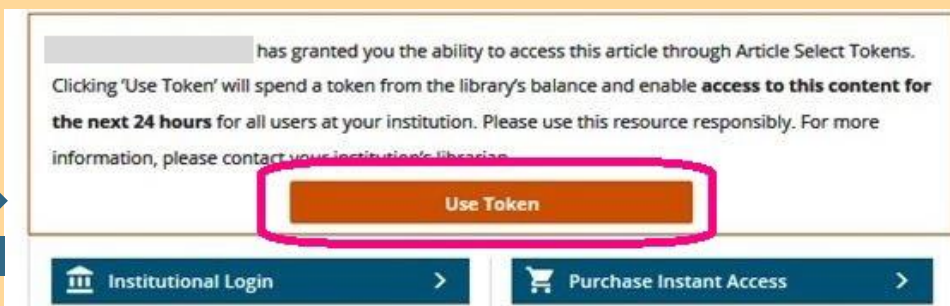 has granted you the ability to access this article through Article Select Tokens.
Clicking 'Use Token' will spend a token from the library's balance and enable access to this content for
the next 24 hours for all users at your institution. Please use this resource responsibly. For more
information, please contact your institution's librarian.
Use Token
Institutional Login >
Purchase Instant Access >